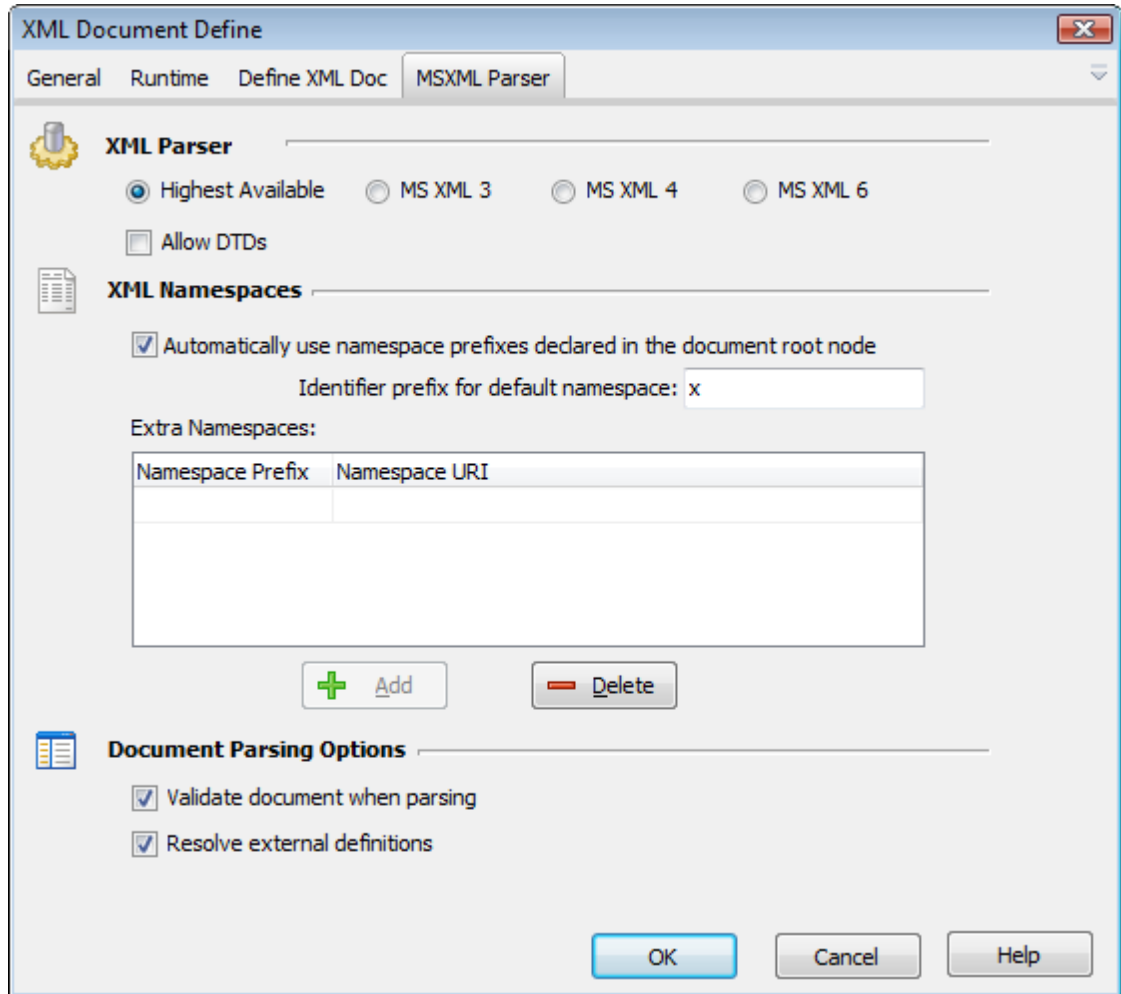 XML Document Define
General Runtime Define XML Doc MSXML Parser
XML Parser
Highest Available MS XML 3 MS XML 4 MS XML 6
Allow DTDs
XML Namespaces
Automatically use namespace prefixes declared in the document root node
Identifier prefix for default namespace: x
Extra Namespaces:
Namespace Prefix Namespace URI
Add Delete
Document Parsing Options
Validate document when parsing
Resolve external definitions
OK Cancel Help